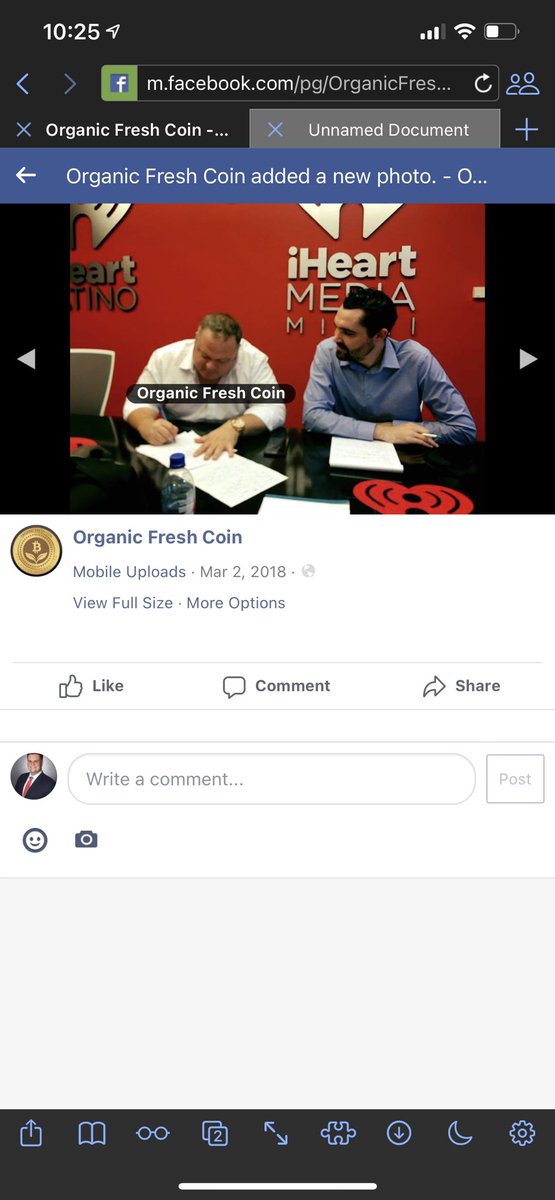 10:25
m.facebook.com/pg/OrganicFres...
Organic Fresh Coin -...
Unnamed Document
Organic Fresh Coin added a new photo. - O...
eart
TINO
iHeart
MEDIA
MI I
Organic Fresh Coin
Organic Fresh Coin
Mobile Uploads · Mar 2, 2018 ·
View Full Size · More Options
Like
Comment
Share
Write a comment...
Post
2